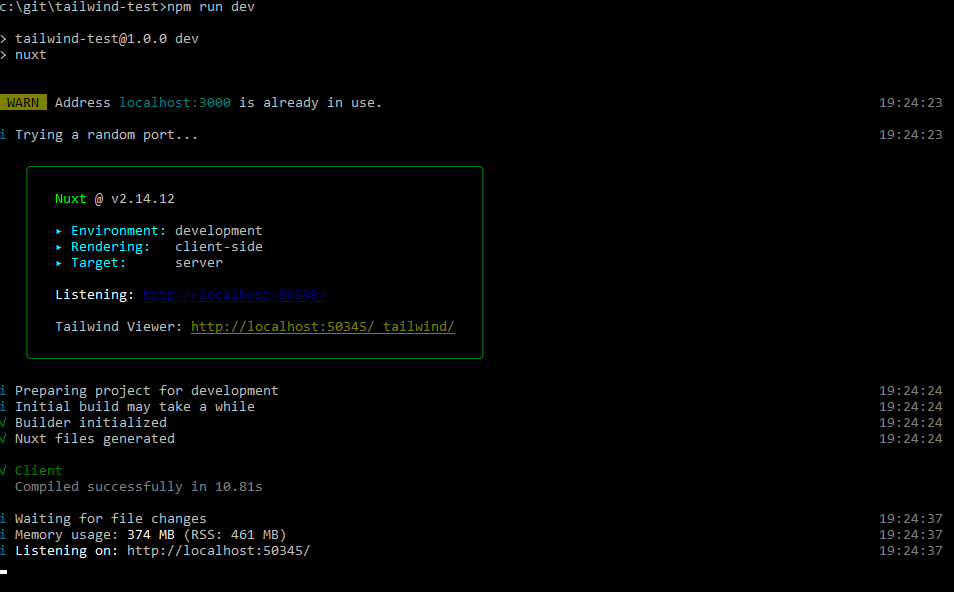 c:\git\tailwind-test>npm run dev
> tailwind-test@1.0.0 dev
> nuxt
WARN Address localhost:3000 is already in use. 19:24:23
i Trying a random port... 19:24:23
Nuxt @ v2.14.12
▸ Environment: development
▸ Rendering: client-side
▸ Target: server
Listening: http://localhost:50345/
Tailwind Viewer: http://localhost:50345/_tailwind/
i Preparing project for development 19:24:24
i Initial build may take a while 19:24:24
√ Builder initialized 19:24:24
√ Nuxt files generated 19:24:24
√ Client
Compiled successfully in 10.81s
i Waiting for file changes 19:24:37
i Memory usage: 374 MB (RSS: 461 MB) 19:24:37
i Listening on: http://localhost:50345/ 19:24:37